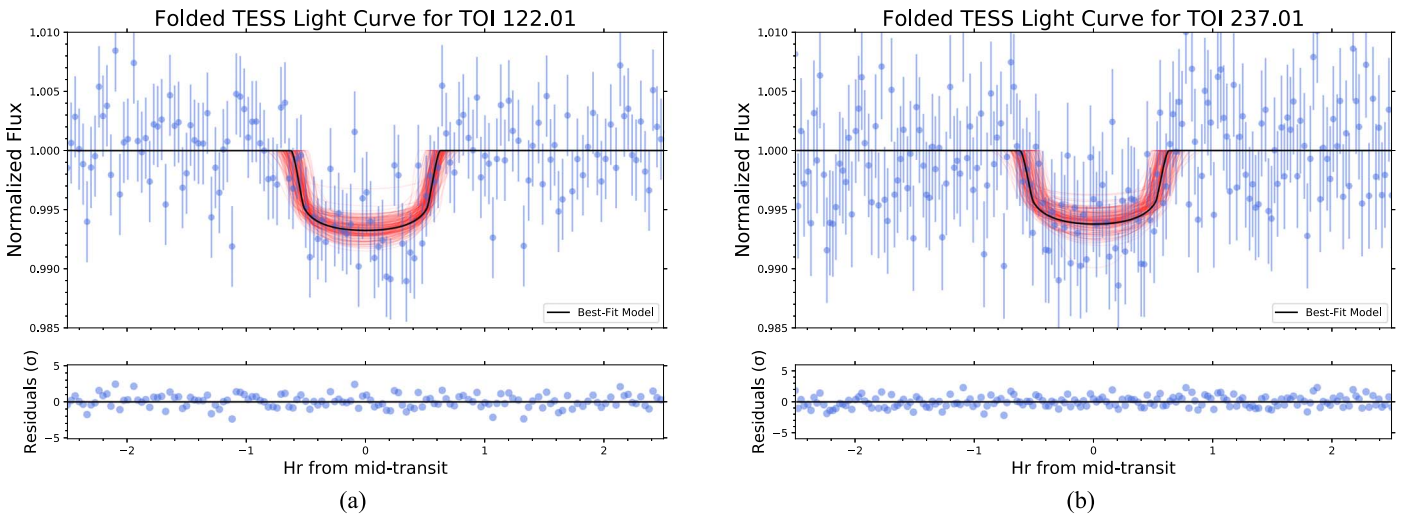 Folded TESS Light Curve for TOI 122.01
1.010
1.005
1.000
0.995
0.990
0.985
Normalized Flux
Best-Fit Model
5
0
−5
Residuals (σ)
−2 −1 0 1 2
Hr from mid-transit
(a)
Folded TESS Light Curve for TOI 237.01
1.010
1.005
1.000
0.995
0.990
0.985
Normalized Flux
Best-Fit Model
5
0
−5
Residuals (σ)
−2 −1 0 1 2
Hr from mid-transit
(b)